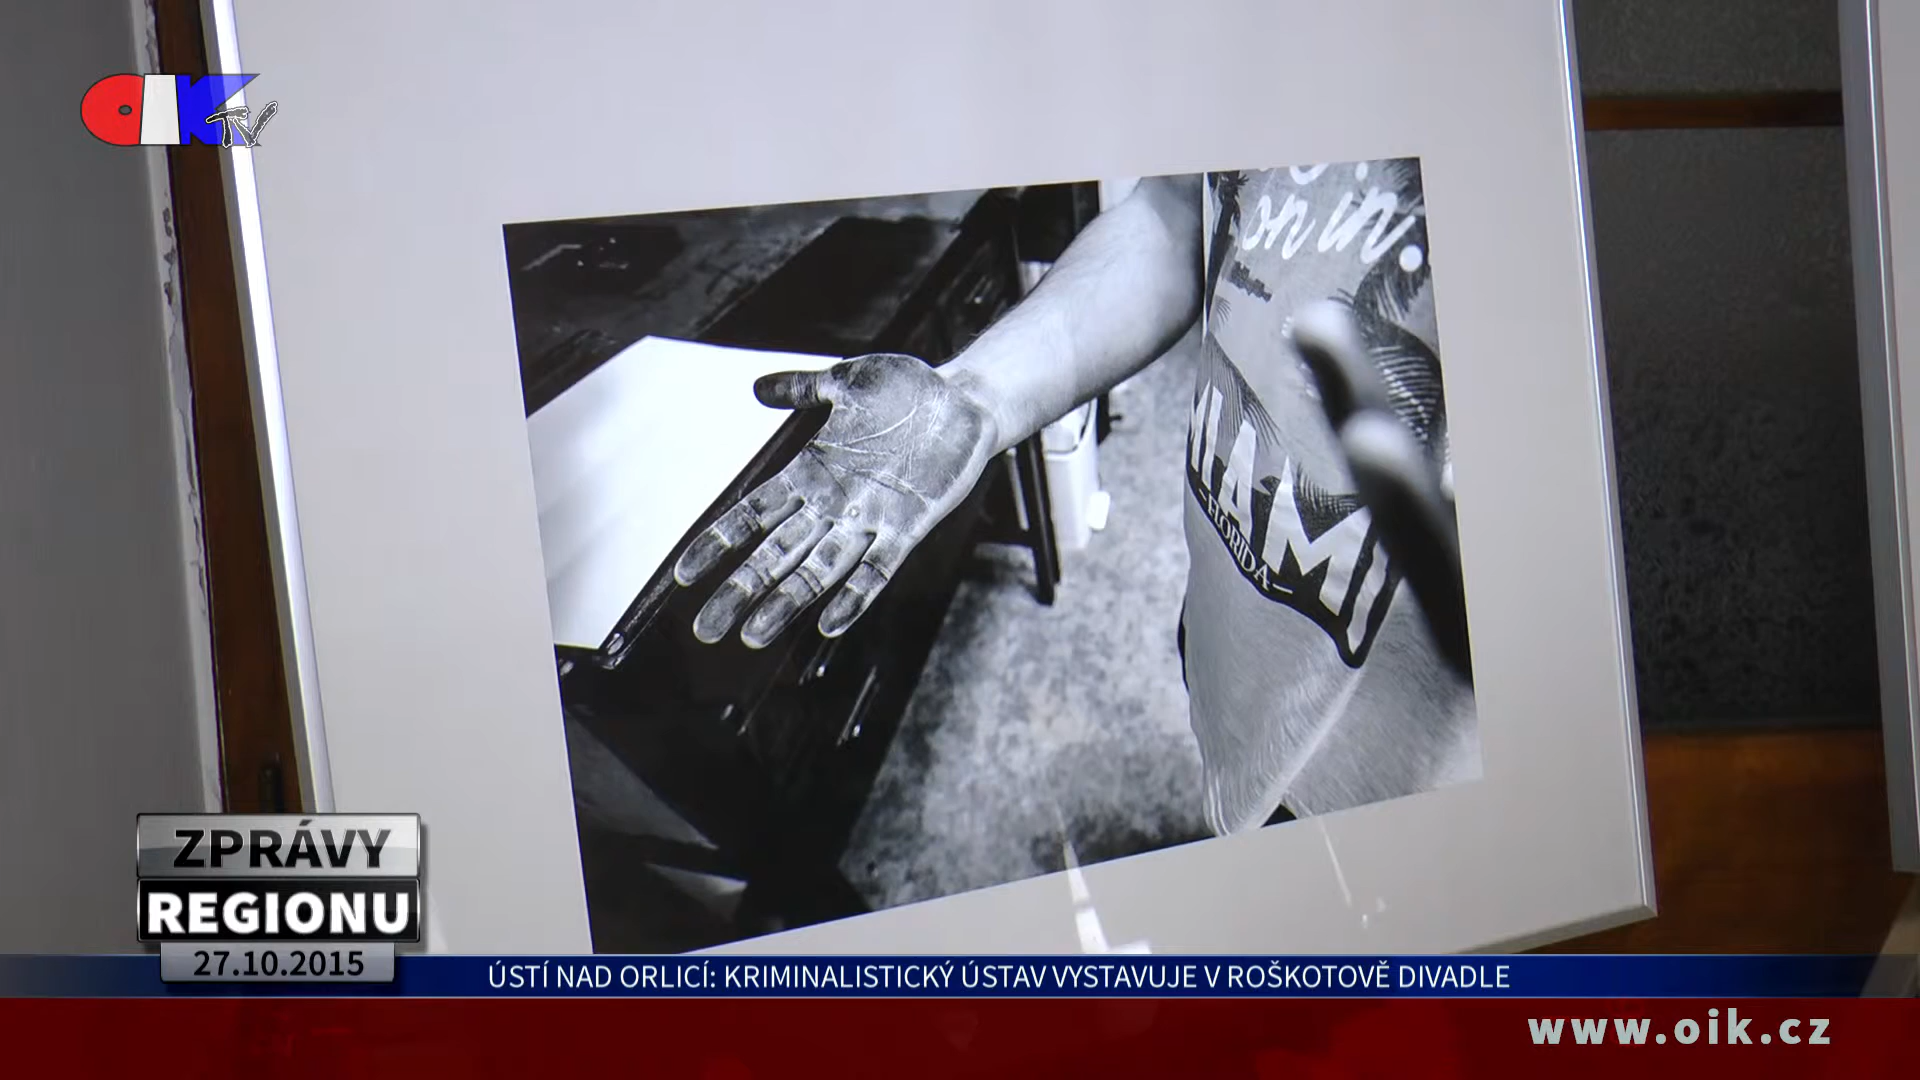 OIK TV
on in.
MIAMI
-FLORIDA-
ZPRÁVY
REGIONU
27.10.2015
ÚSTÍ NAD ORLICÍ: KRIMINALISTICKÝ ÚSTAV VYSTAVUJE V ROŠKOTOVĚ DIVADLE
www.oik.cz